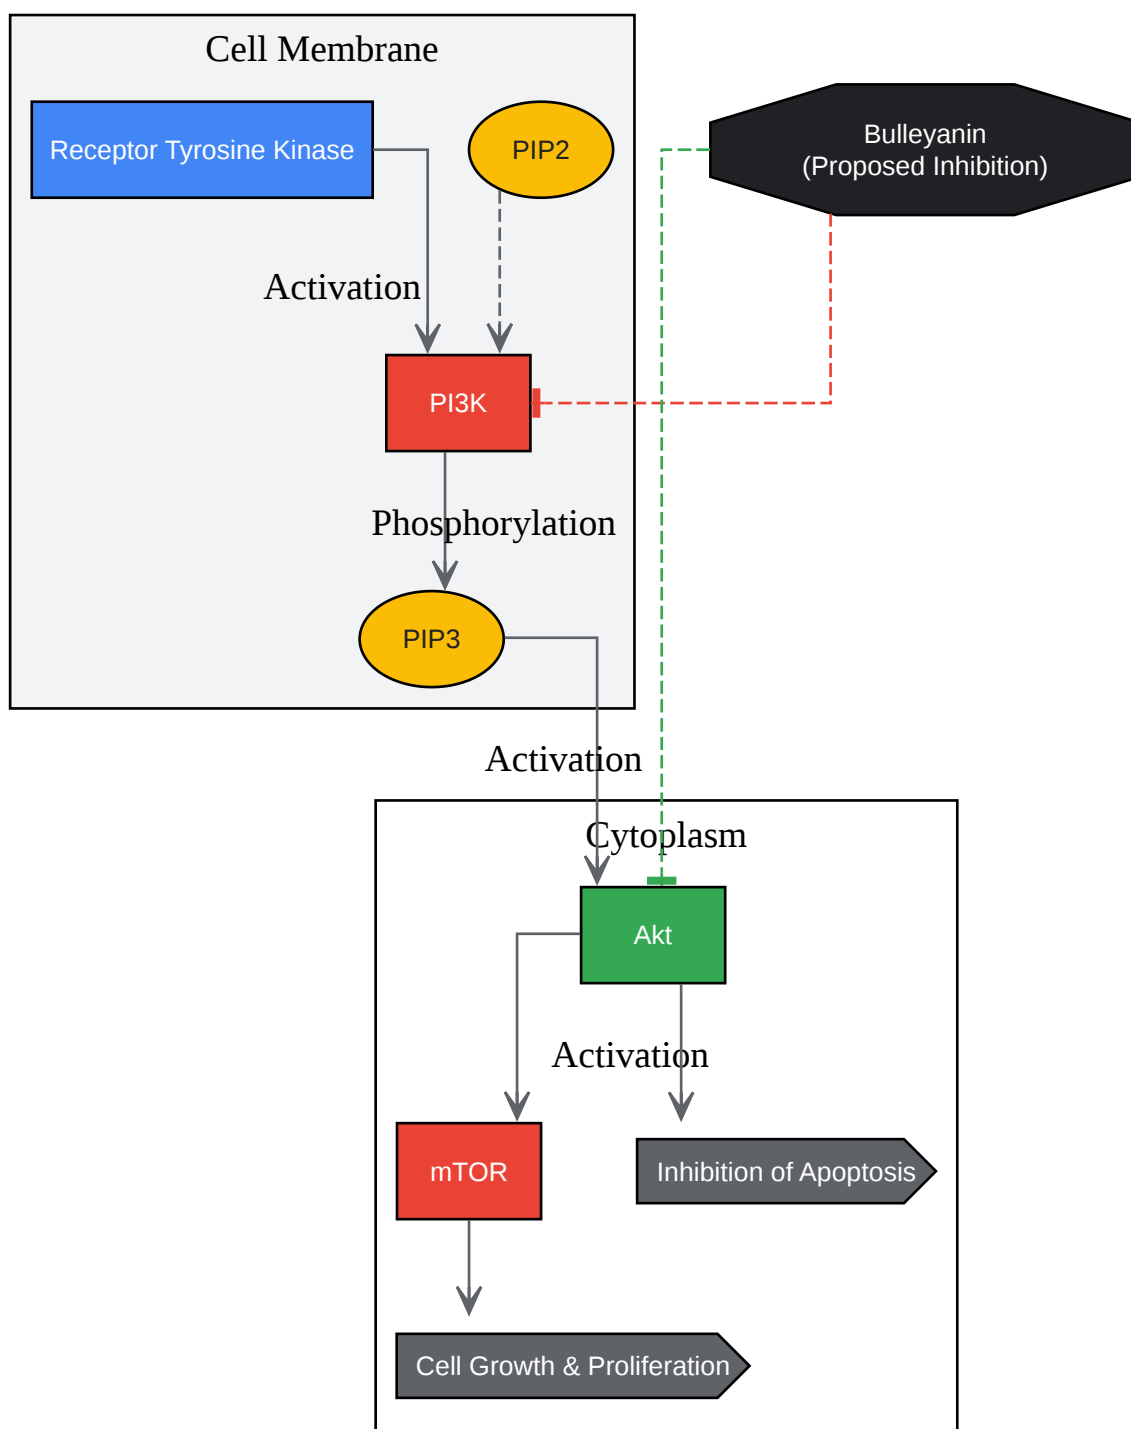 Cell Membrane
Receptor Tyrosine Kinase
PIP2
Bulleyanin
(Proposed Inhibition)
Activation
PI3K
Phosphorylation
PIP3
Activation
Cytoplasm
Akt
Activation
mTOR
Inhibition of Apoptosis
Cell Growth & Proliferation